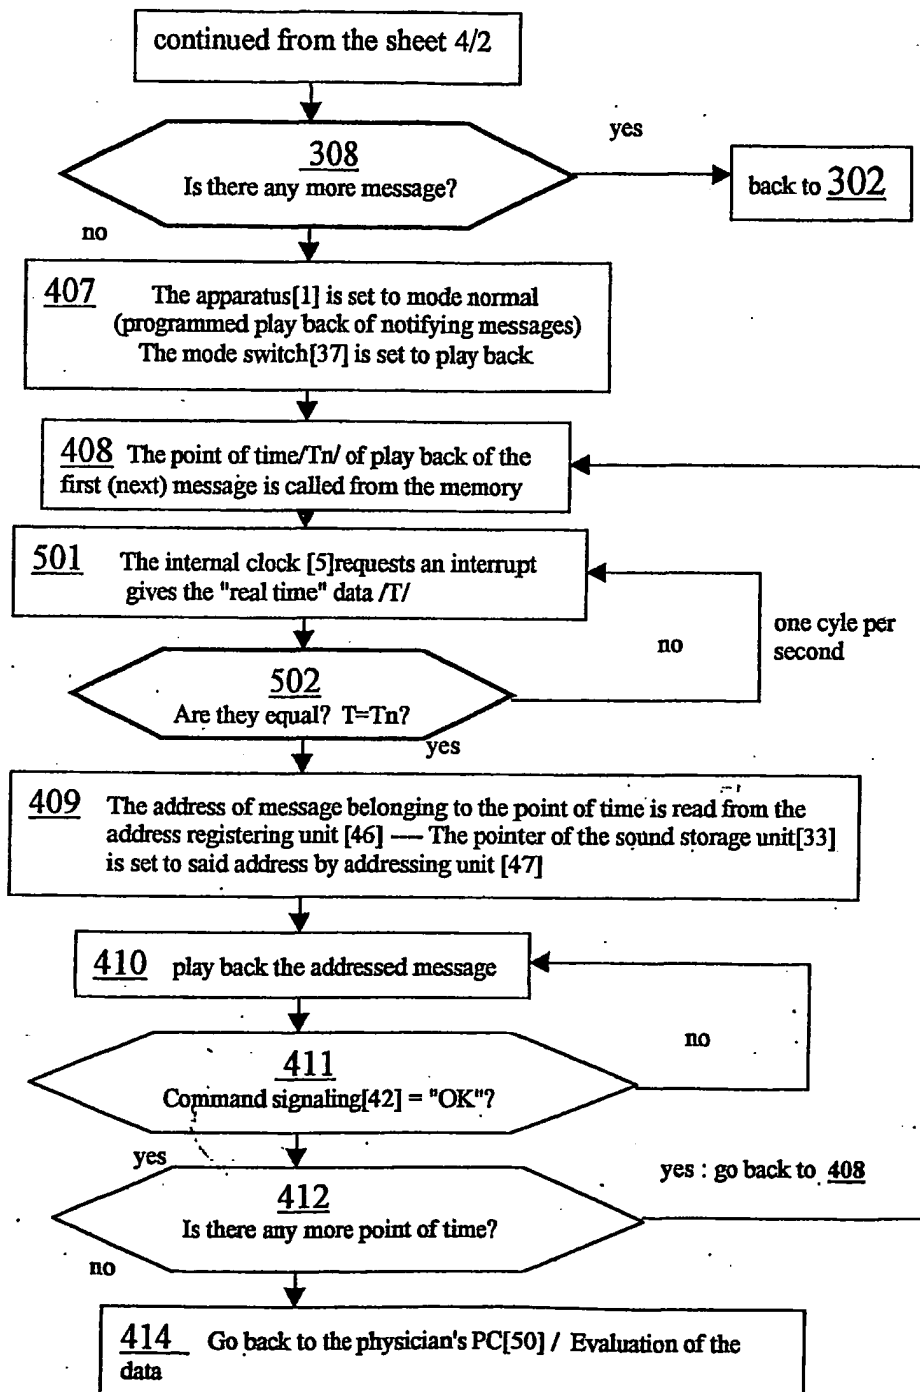 continued from the sheet 4/2
yes
308
Is there any more message?
back to 302
no
407 The apparatus[1] is set to mode normal
(programmed play back of notifying messages)
The mode switch[37] is set to play back
408 The point of time/Tn/ of play back of the
first (next) message is called from the memory
501 The internal clock [5]requests an interrupt
gives the "real time" data /T/
one cyle per
second
no
502
Are they equal? T=Tn?
yes
409 The address of message belonging to the point of time is read from the
address registering unit [46] — The pointer of the sound storage unit[33]
is set to said address by addressing unit [47]
410 play back the addressed message
no
411
Command signaling[42] = "OK"?
yes
yes : go back to 408
412
Is there any more point of time?
no
414 Go back to the physician's PC[50] / Evaluation of the
data